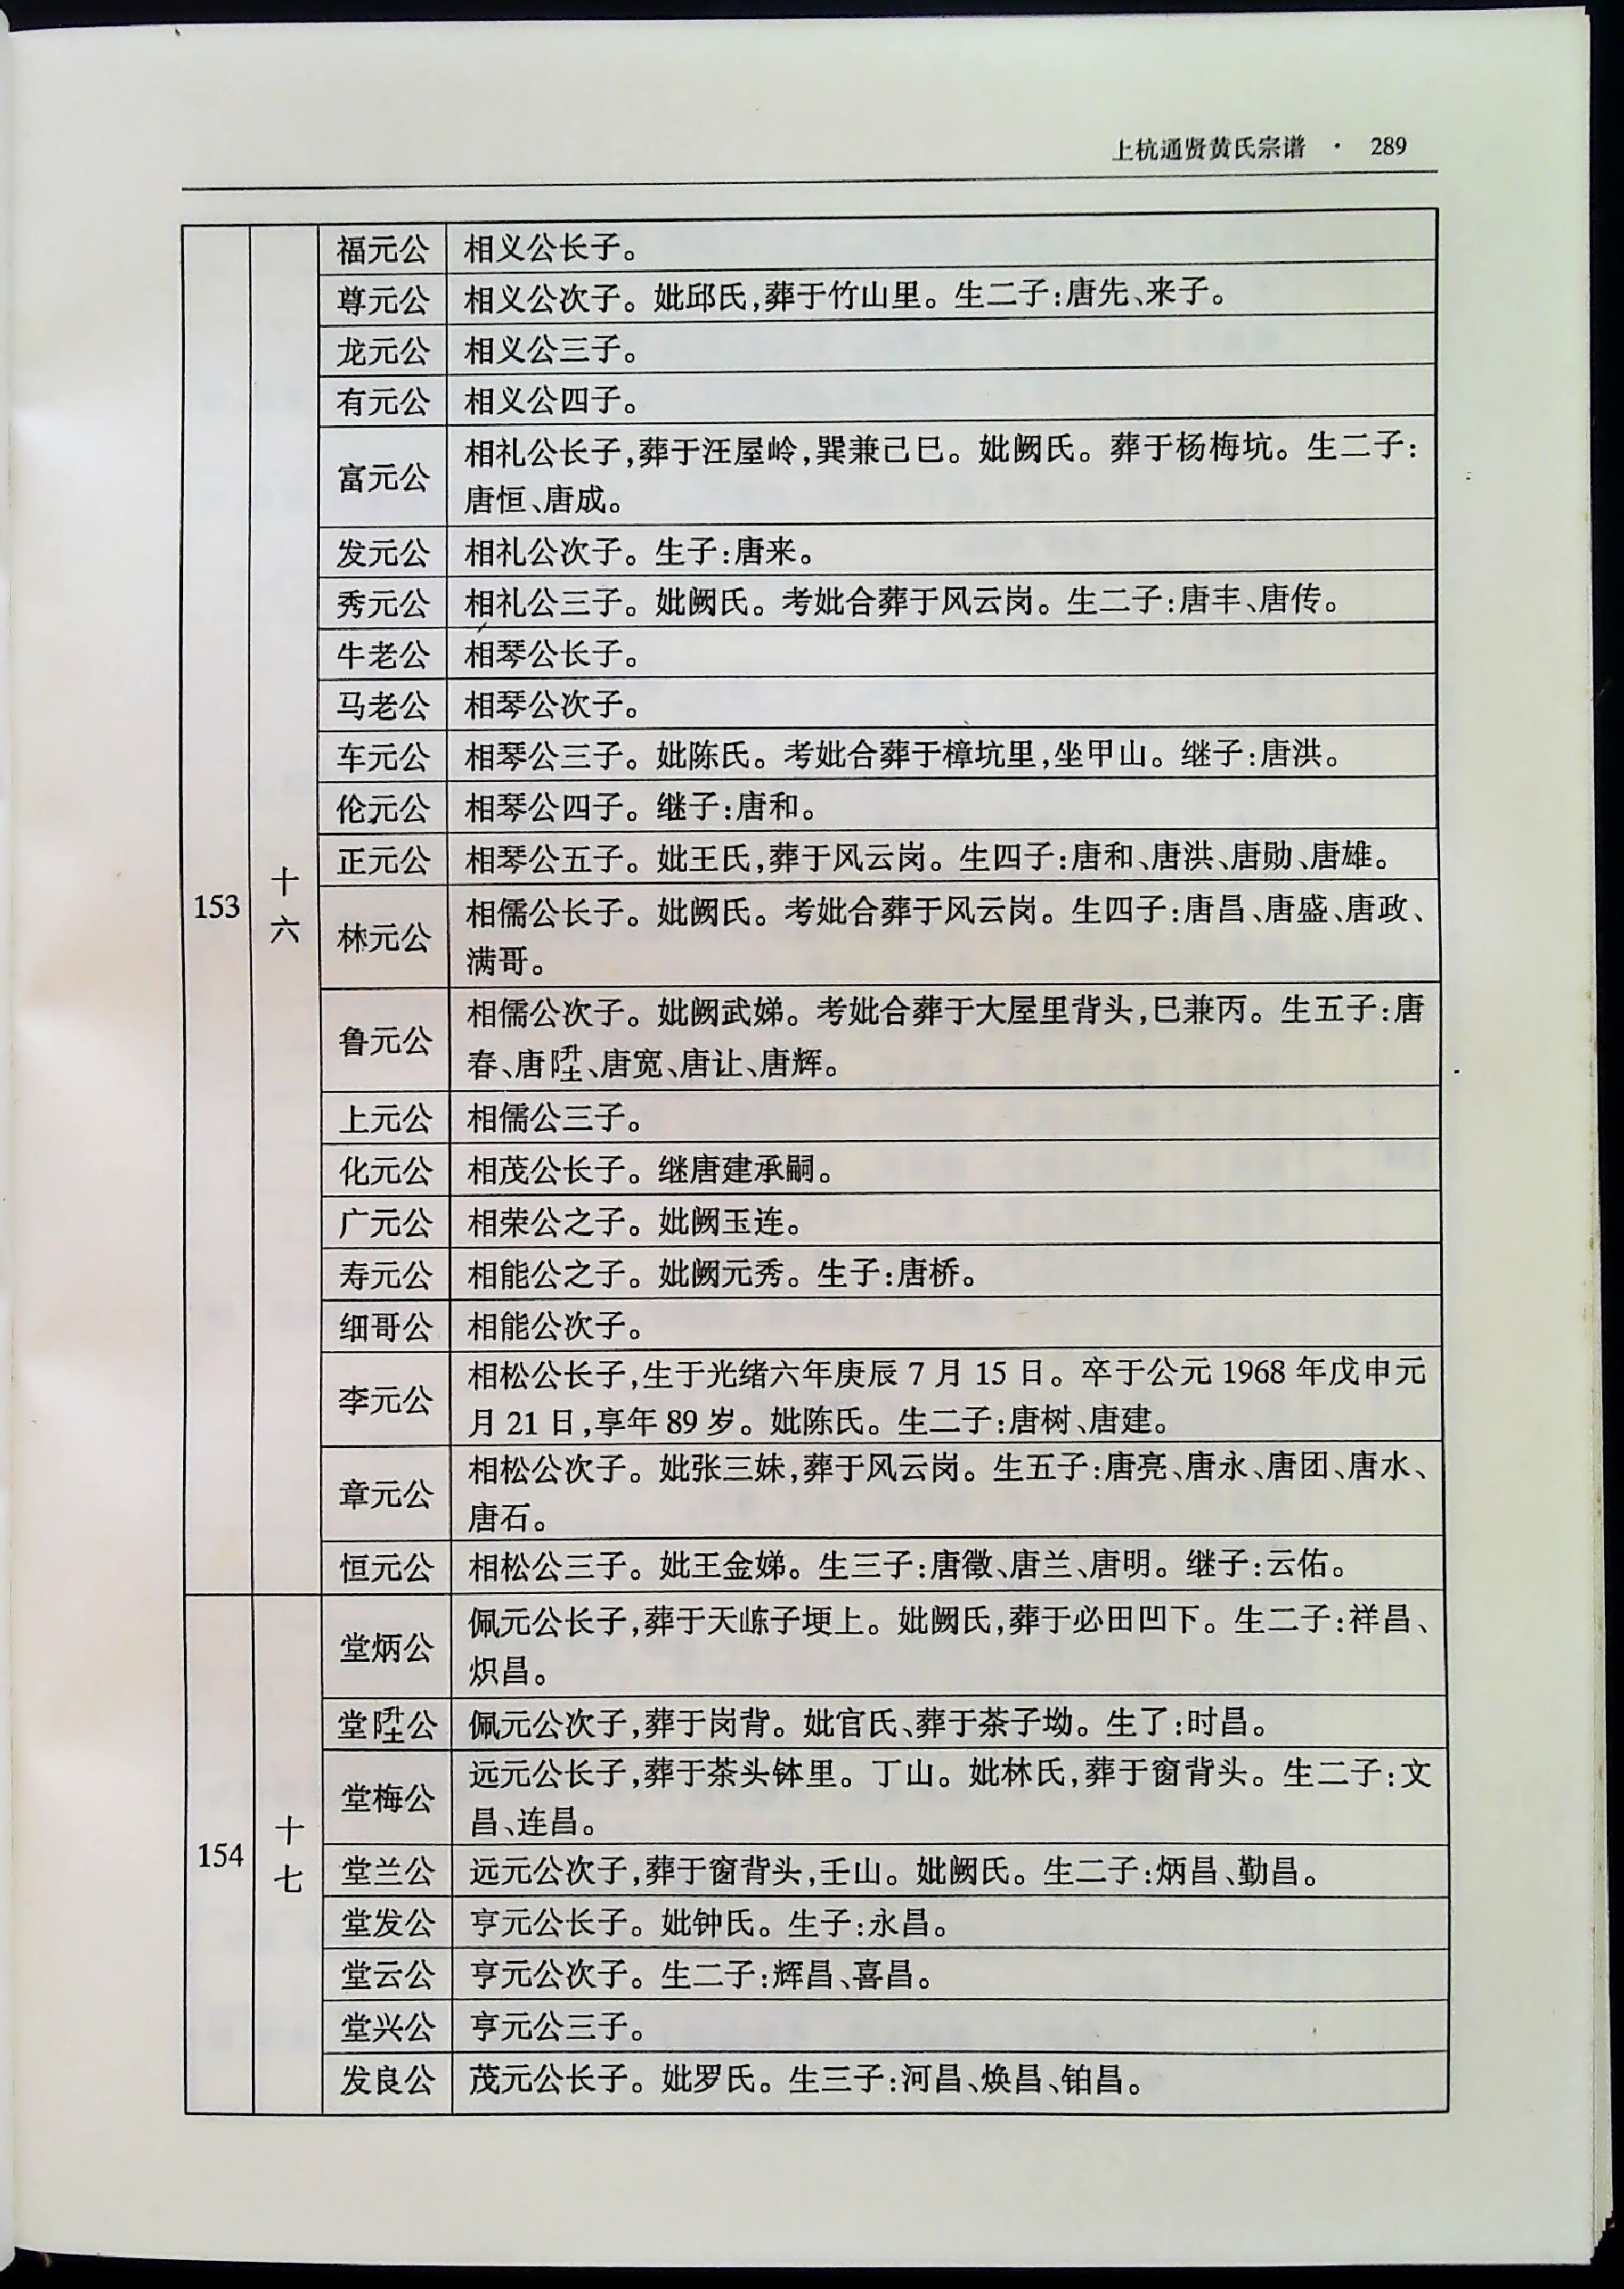 上杭通贤黄氏宗谱 · 289
153
十六
福元公 相义公长子。
尊元公 相义公次子。妣邱氏,葬于竹山里。生二子:唐先、来子。
龙元公 相义公三子。
有元公 相义公四子。
富元公 相礼公长子,葬于汪屋岭,巽兼己巳。妣阙氏。葬于杨梅坑。生二子:
唐恒、唐成。
发元公 相礼公次子。生子:唐来。
秀元公 相礼公三子。妣阙氏。考妣合葬于风云岗。生二子:唐丰、唐传。
牛老公 相琴公长子。
马老公 相琴公次子。
车元公 相琴公三子。妣陈氏。考妣合葬于樟坑里,坐甲山。继子:唐洪。
伦元公 相琴公四子。继子:唐和。
正元公 相琴公五子。妣王氏,葬于风云岗。生四子:唐和、唐洪、唐勋、唐雄。
林元公 相儒公长子。妣阙氏。考妣合葬于风云岗。生四子:唐昌、唐盛、唐政、
满哥。
鲁元公 相儒公次子。妣阙武娣。考妣合葬于大屋里背头,巳兼丙。生五子:唐
春、唐陞、唐宽、唐让、唐辉。
上元公 相儒公三子。
化元公 相茂公长子。继唐建承嗣。
广元公 相荣公之子。妣阙玉连。
寿元公 相能公之子。妣阙元秀。生子:唐桥。
细哥公 相能公次子。
李元公 相松公长子,生于光绪六年庚辰 7 月 15 日。卒于公元 1968 年戊申元
月 21 日,享年 89 岁。妣陈氏。生二子:唐树、唐建。
章元公 相松公次子。妣张三妹,葬于风云岗。生五子:唐亮、唐永、唐团、唐水、
唐石。
恒元公 相松公三子。妣王金娣。生三子:唐徵、唐兰、唐明。继子:云佑。
154
十七
堂炳公 佩元公长子,葬于天崠子埂上。妣阙氏,葬于必田凹下。生二子:祥昌、
炽昌。
堂陞公 佩元公次子,葬于岗背。妣官氏、葬于茶子坳。生了:时昌。
堂梅公 远元公长子,葬于茶头钵里。丁山。妣林氏,葬于窗背头。生二子:文
昌、连昌。
堂兰公 远元公次子,葬于窗背头,壬山。妣阙氏。生二子:炳昌、勤昌。
堂发公 亨元公长子。妣钟氏。生子:永昌。
堂云公 亨元公次子。生二子:辉昌、喜昌。
堂兴公 亨元公三子。
发良公 茂元公长子。妣罗氏。生三子:河昌、焕昌、铂昌。